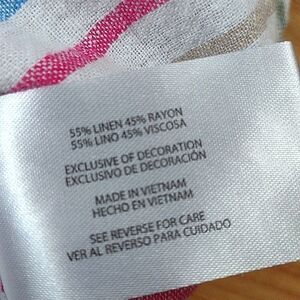 55% LINEN 45% RAYON
55% LINO 45% VISCOSA
EXCLUSIVE OF DECORATION
EXCLUSIVO DE DECORACIÓN
MADE IN VIETNAM
HECHO EN VIETNAM
SEE REVERSE FOR CARE
VER AL REVERSO PARA CUIDADO